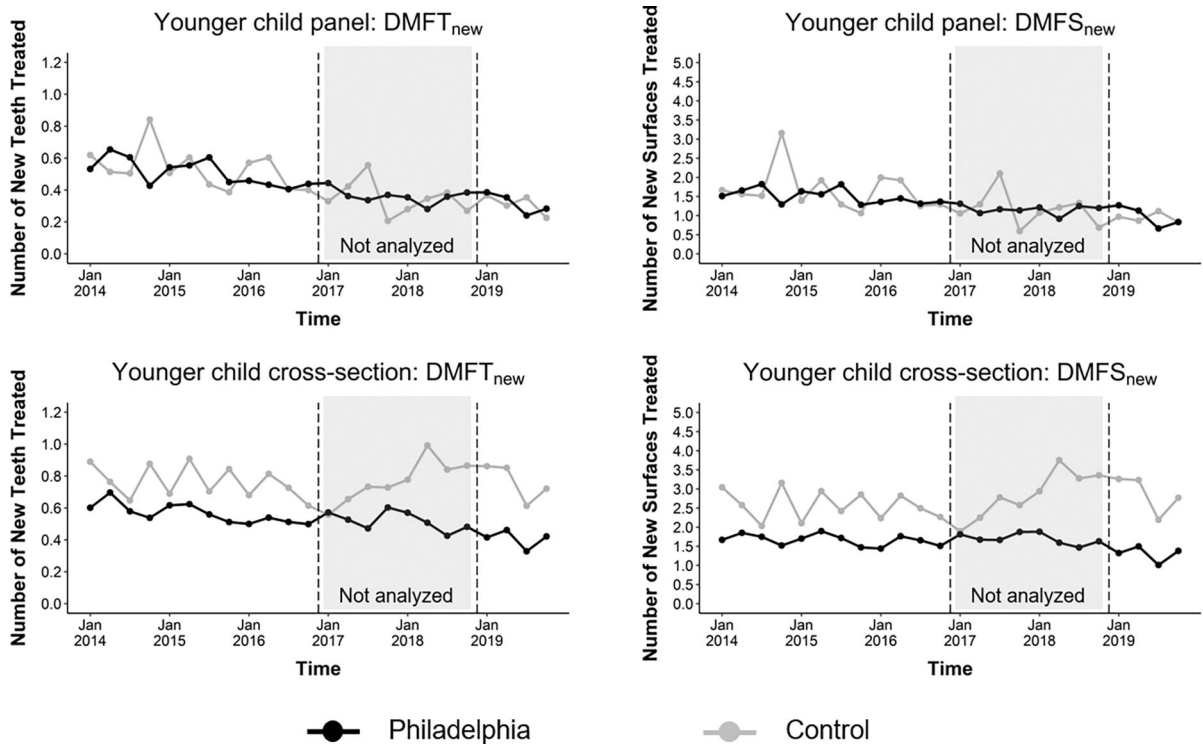 Younger child panel: DMFTnew
Number of New Teeth Treated
1.2
1.0
0.8
0.6
0.4
0.2
0.0
Not analyzed
Jan 2014
Jan 2015
Jan 2016
Jan 2017
Jan 2018
Jan 2019
Time
Younger child panel: DMFSnew
Number of New Surfaces Treated
5.0
4.5
4.0
3.5
3.0
2.5
2.0
1.5
1.0
0.5
0.0
Not analyzed
Jan 2014
Jan 2015
Jan 2016
Jan 2017
Jan 2018
Jan 2019
Time
Younger child cross-section: DMFTnew
Number of New Teeth Treated
1.2
1.0
0.8
0.6
0.4
0.2
0.0
Not analyzed
Jan 2014
Jan 2015
Jan 2016
Jan 2017
Jan 2018
Jan 2019
Time
Younger child cross-section: DMFSnew
Number of New Surfaces Treated
5.0
4.5
4.0
3.5
3.0
2.5
2.0
1.5
1.0
0.5
0.0
Not analyzed
Jan 2014
Jan 2015
Jan 2016
Jan 2017
Jan 2018
Jan 2019
Time
Philadelphia
Control